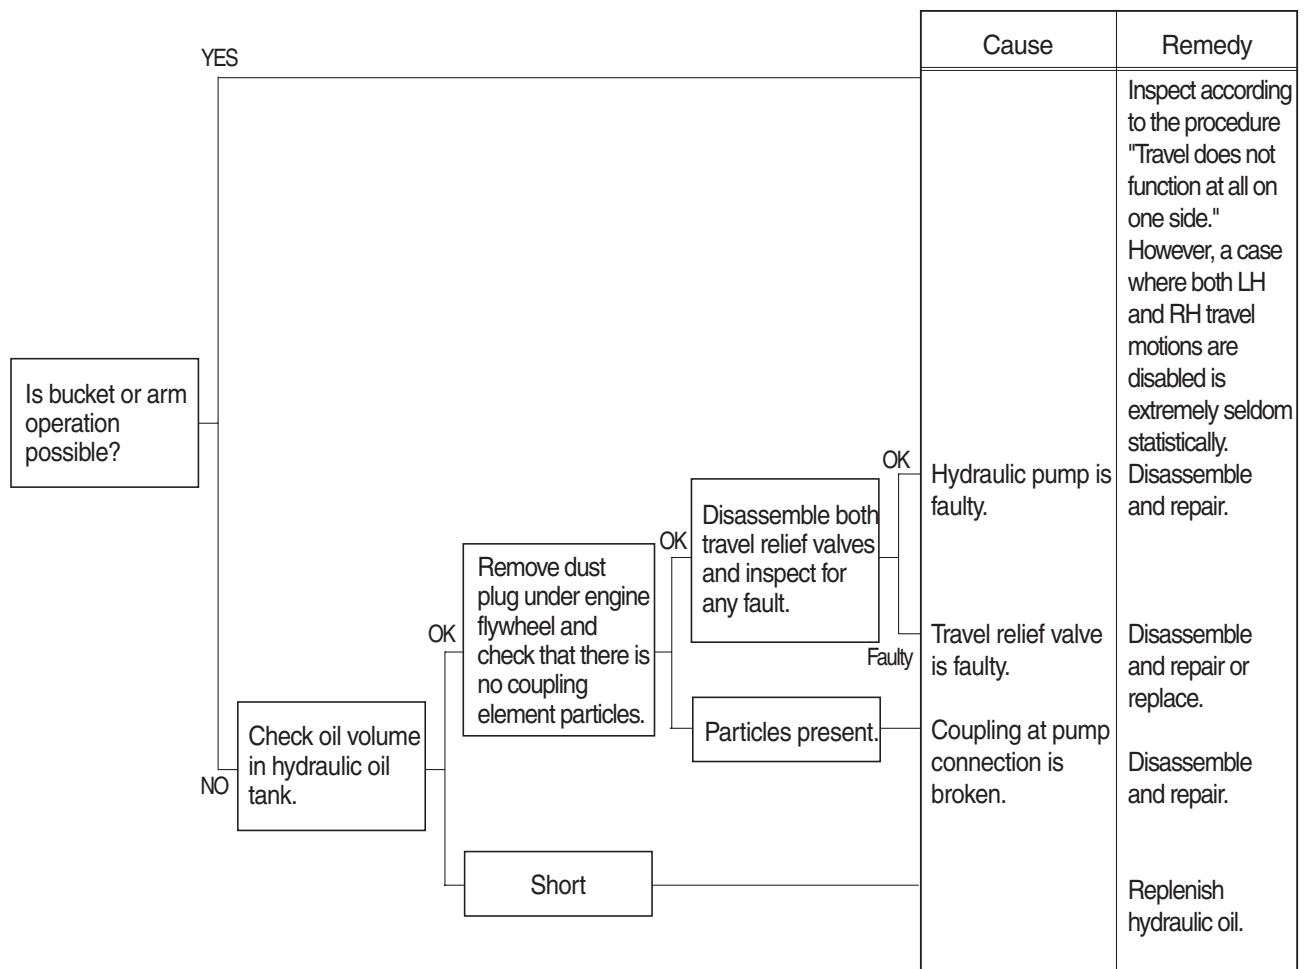 Cause
Remedy
YES
Inspect according
to the procedure
"Travel does not
function at all on
one side."
However, a case
where both LH
and RH travel
motions are
disabled is
extremely seldom
statistically.
Is bucket or arm
operation
possible?
OK
Hydraulic pump is
faulty.
Disassemble
and repair.
Disassemble both
travel relief valves
and inspect for
any fault.
OK
Remove dust
plug under engine
flywheel and
check that there is
no coupling
element particles.
OK
Faulty
Travel relief valve
is faulty.
Disassemble
and repair or
replace.
Particles present.
Coupling at pump
connection is
broken.
Disassemble
and repair.
Check oil volume
in hydraulic oil
tank.
NO
Short
Replenish
hydraulic oil.